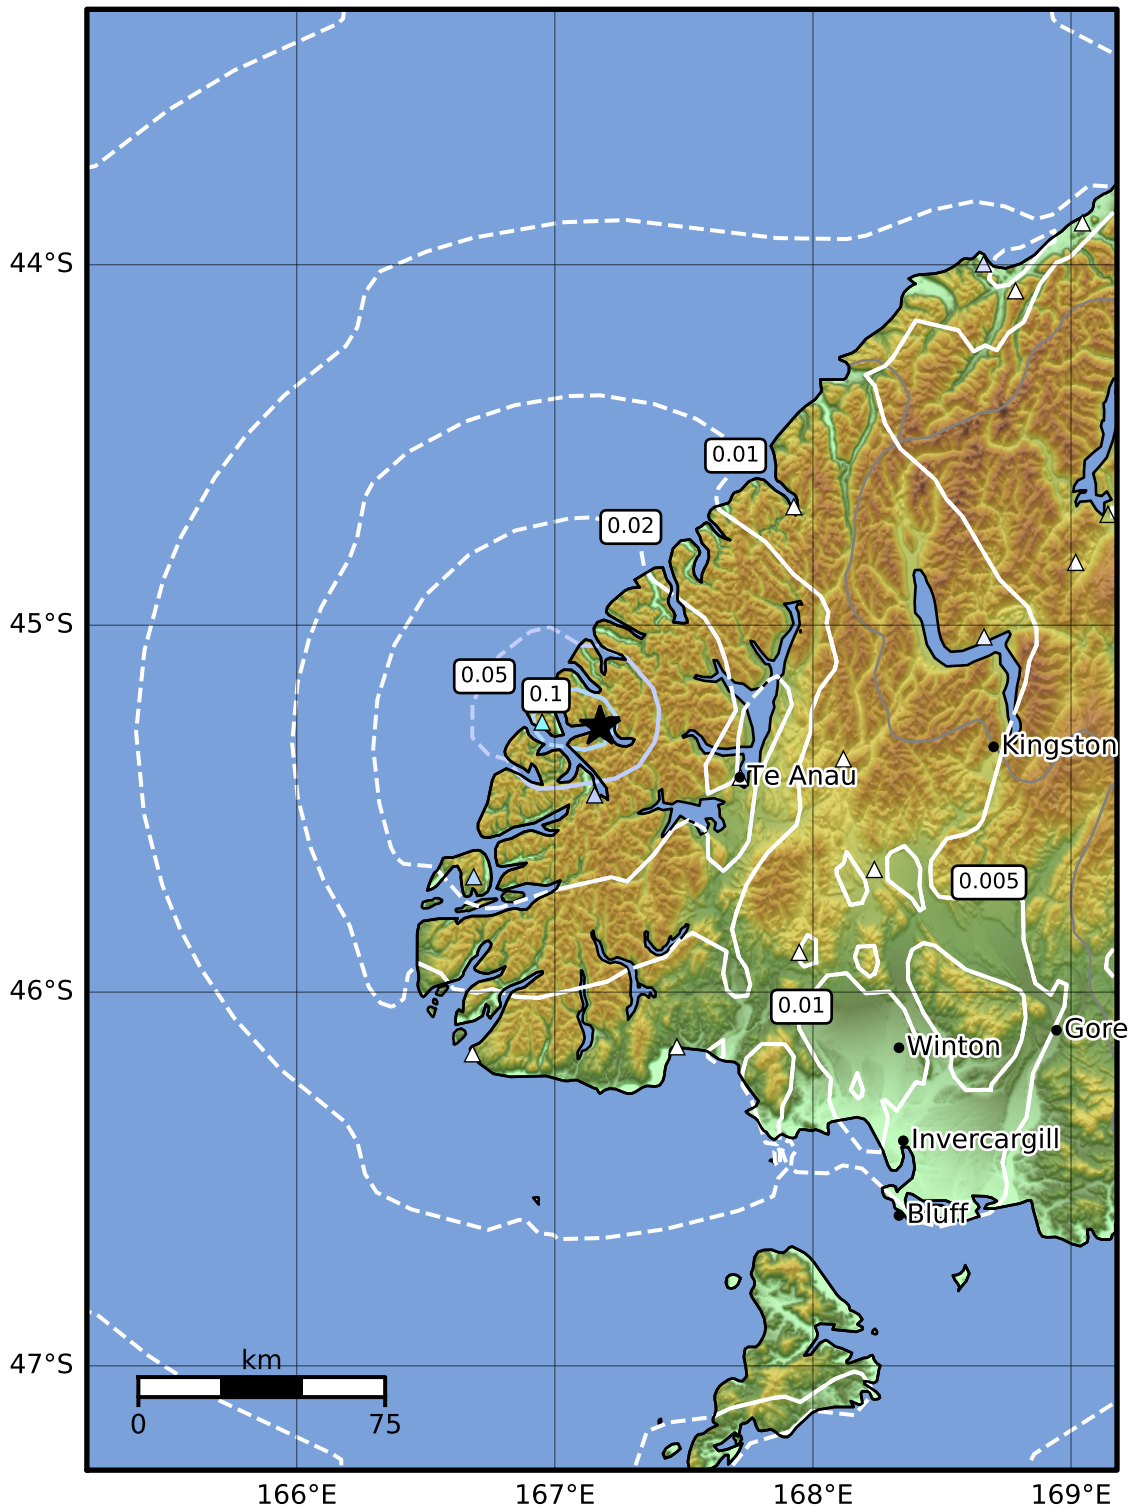 44°S
0.01
0.02
45°S
0.05
0.1
Kingston
Te Anau
0.005
46°S
0.01
Gore
Winton
Invercargill
Bluff
km
47°S
0
75
166°E
167°E
168°E
169°E